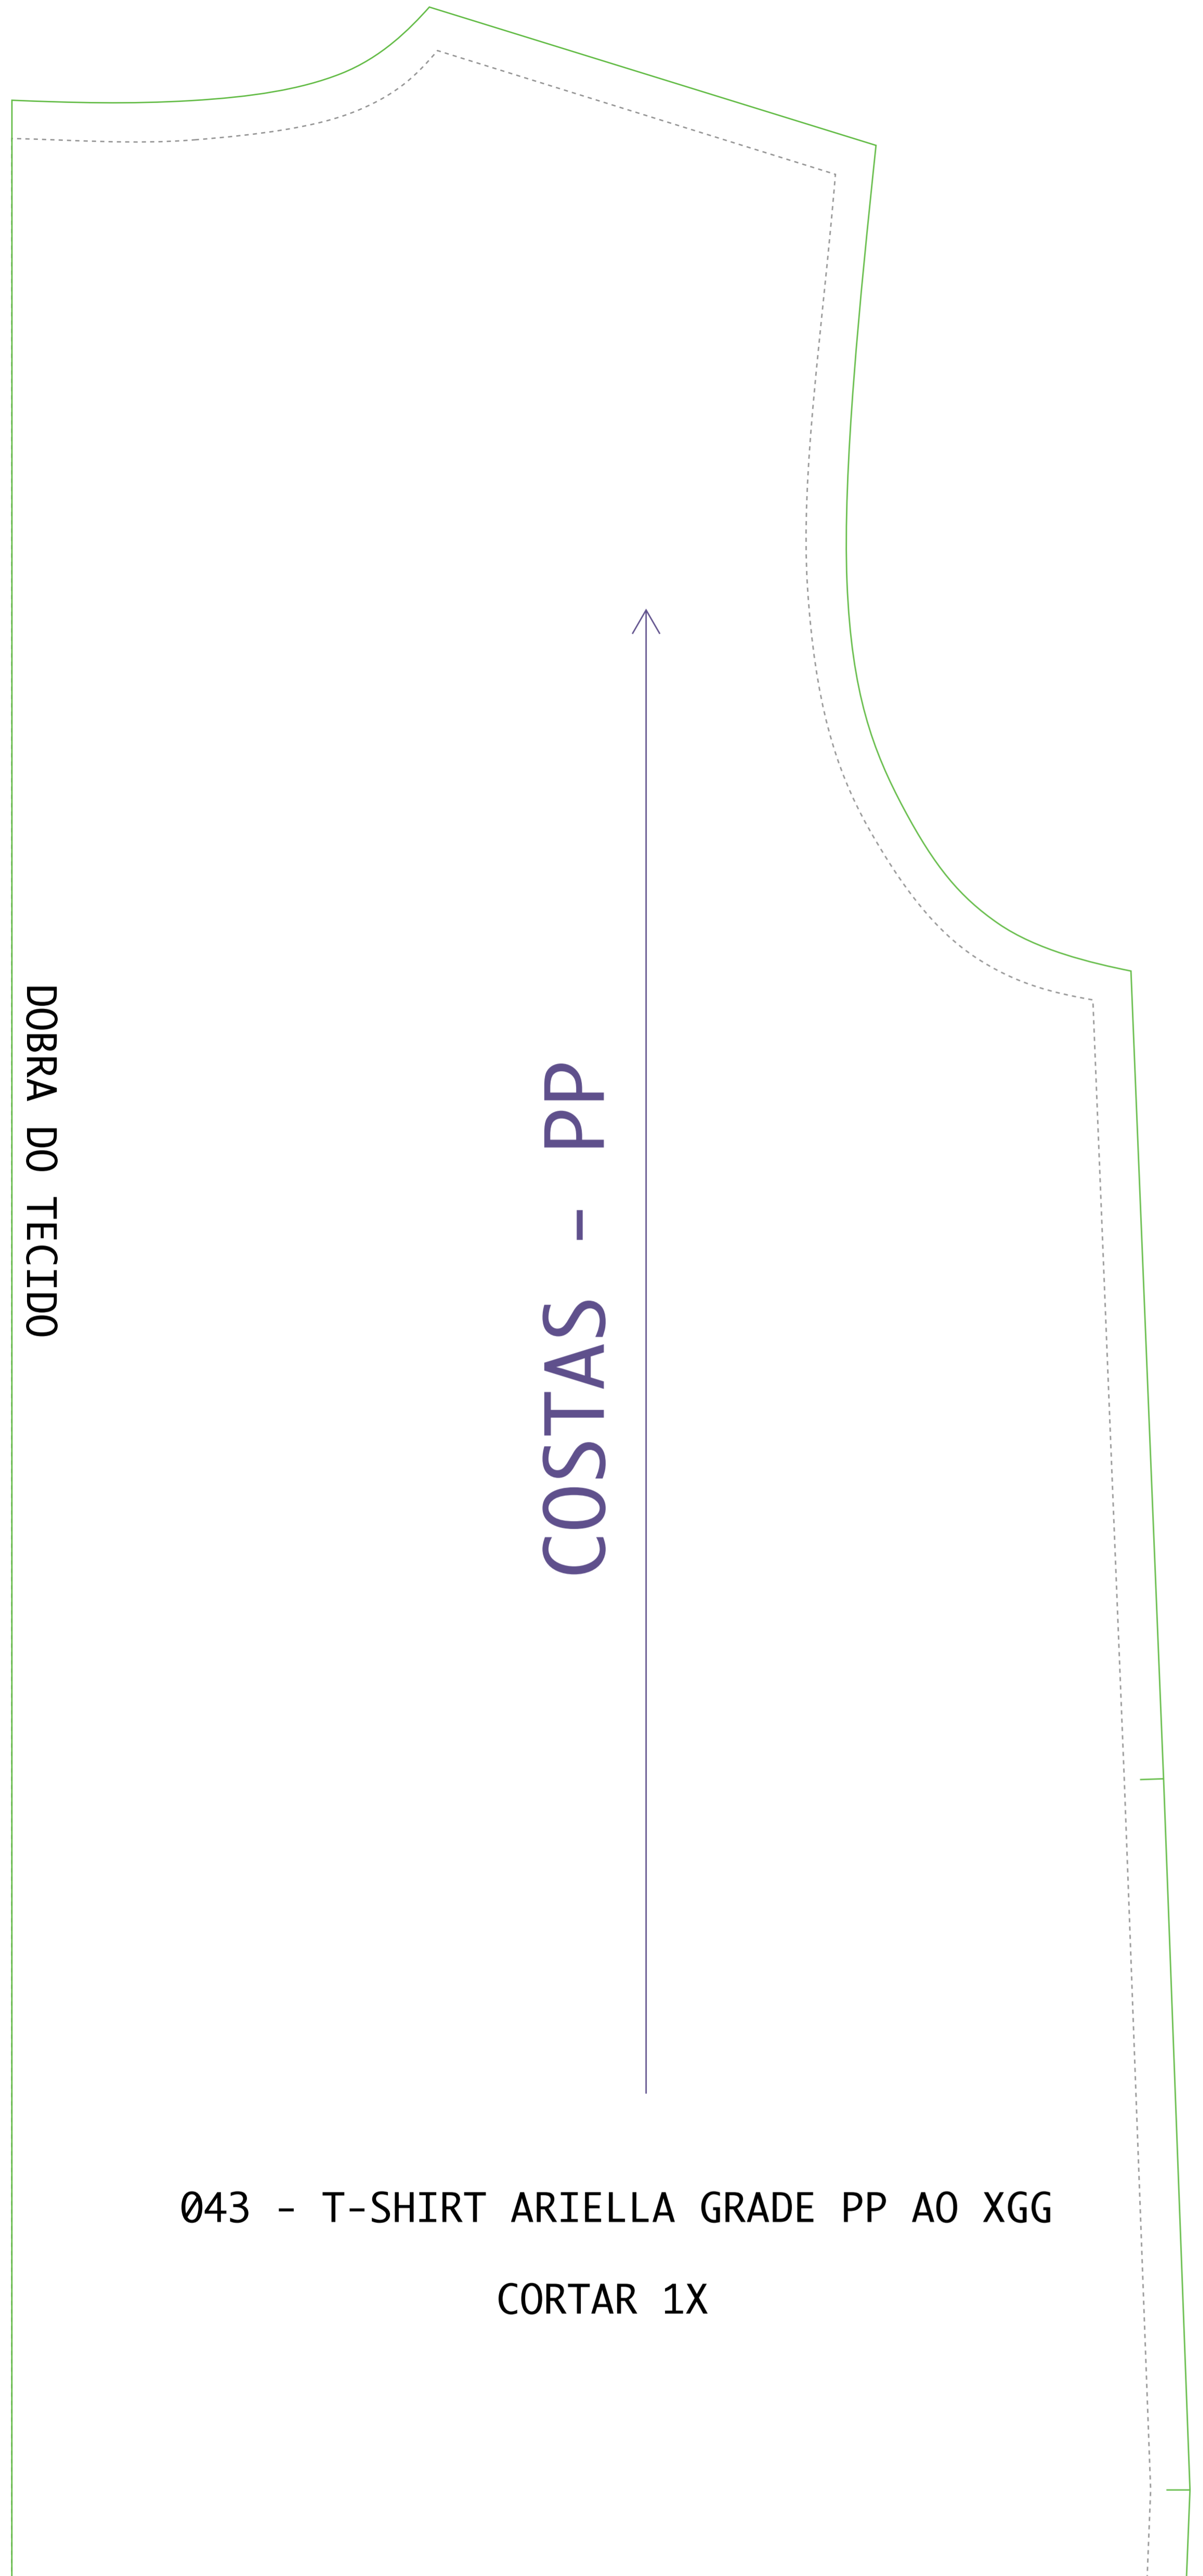 DOBRA DO TECIDO
COSTAS - PP
043 - T-SHIRT ARIELLA GRADE PP AO XGG
CORTAR 1X